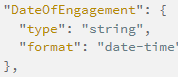 "DateOfEngagement": {
"type": "string",
"format": "date-time"
},